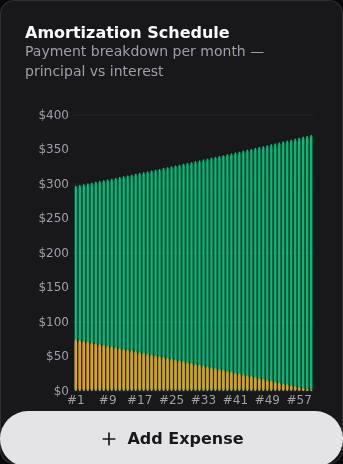 Amortization Schedule
Payment breakdown per month —
principal vs interest
$400
$350
$300
$250
$200
$150
$100
$50
$0
#1 #9 #17 #25 #33 #41 #49 #57
+ Add Expense